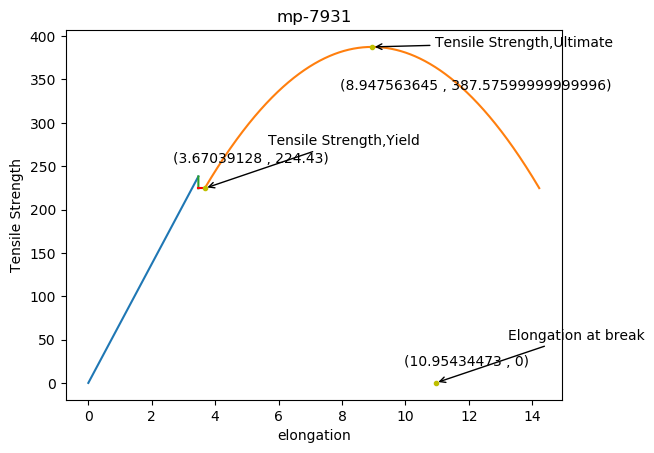 mp-7931
Tensile Strength,Ultimate
(8.947563645 , 387.57599999999996)
Tensile Strength,Yield
(3.67039128 , 224.43)
Elongation at break
(10.95434473 , 0)
Tensile Strength
400
350
300
250
200
150
100
50
0
0 2 4 6 8 10 12 14
elongation